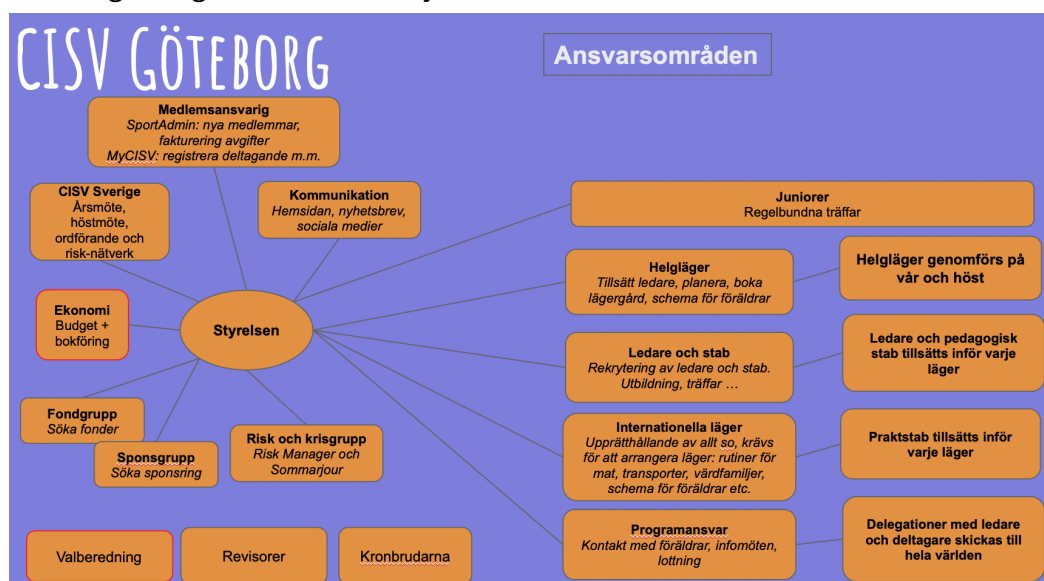 CISV GÖTEBORG
Ansvarsområden
Medlemsansvarig
SportAdmin: nya medlemmar,
fakturering avgifter
MyCISV: registrera deltagande m.m.
CISV Sverige
Årsmöte,
höstmöte,
ordförande och
risk-nätverk
Kommunikation
Hemsidan, nyhetsbrev,
sociala medier
Juniorer
Regelbundna träffar
Helgläger
Tillsätt ledare, planera, boka
lägergård, schema för föräldrar
Helgläger genomförs på
vår och höst
Ekonomi
Budget +
bokföring
Styrelsen
Ledare och stab
Rekrytering av ledare och stab.
Utbildning, träffar …
Ledare och pedagogisk
stab tillsätts inför varje
läger
Fondgrupp
Söka fonder
Sponsgrupp
Söka sponsring
Risk och krisgrupp
Risk Manager och
Sommarjour
Internationella läger
Upprätthållande av allt so, krävs
för att arrangera läger: rutiner för
mat, transporter, värdfamiljer,
schema för föräldrar etc.
Praktstab tillsätts inför
varje läger
Programansvar
Kontakt med föräldrar, infomöten,
lottning
Delegationer med ledare
och deltagare skickas till
hela världen
Valberedning
Revisorer
Kronbrudarna